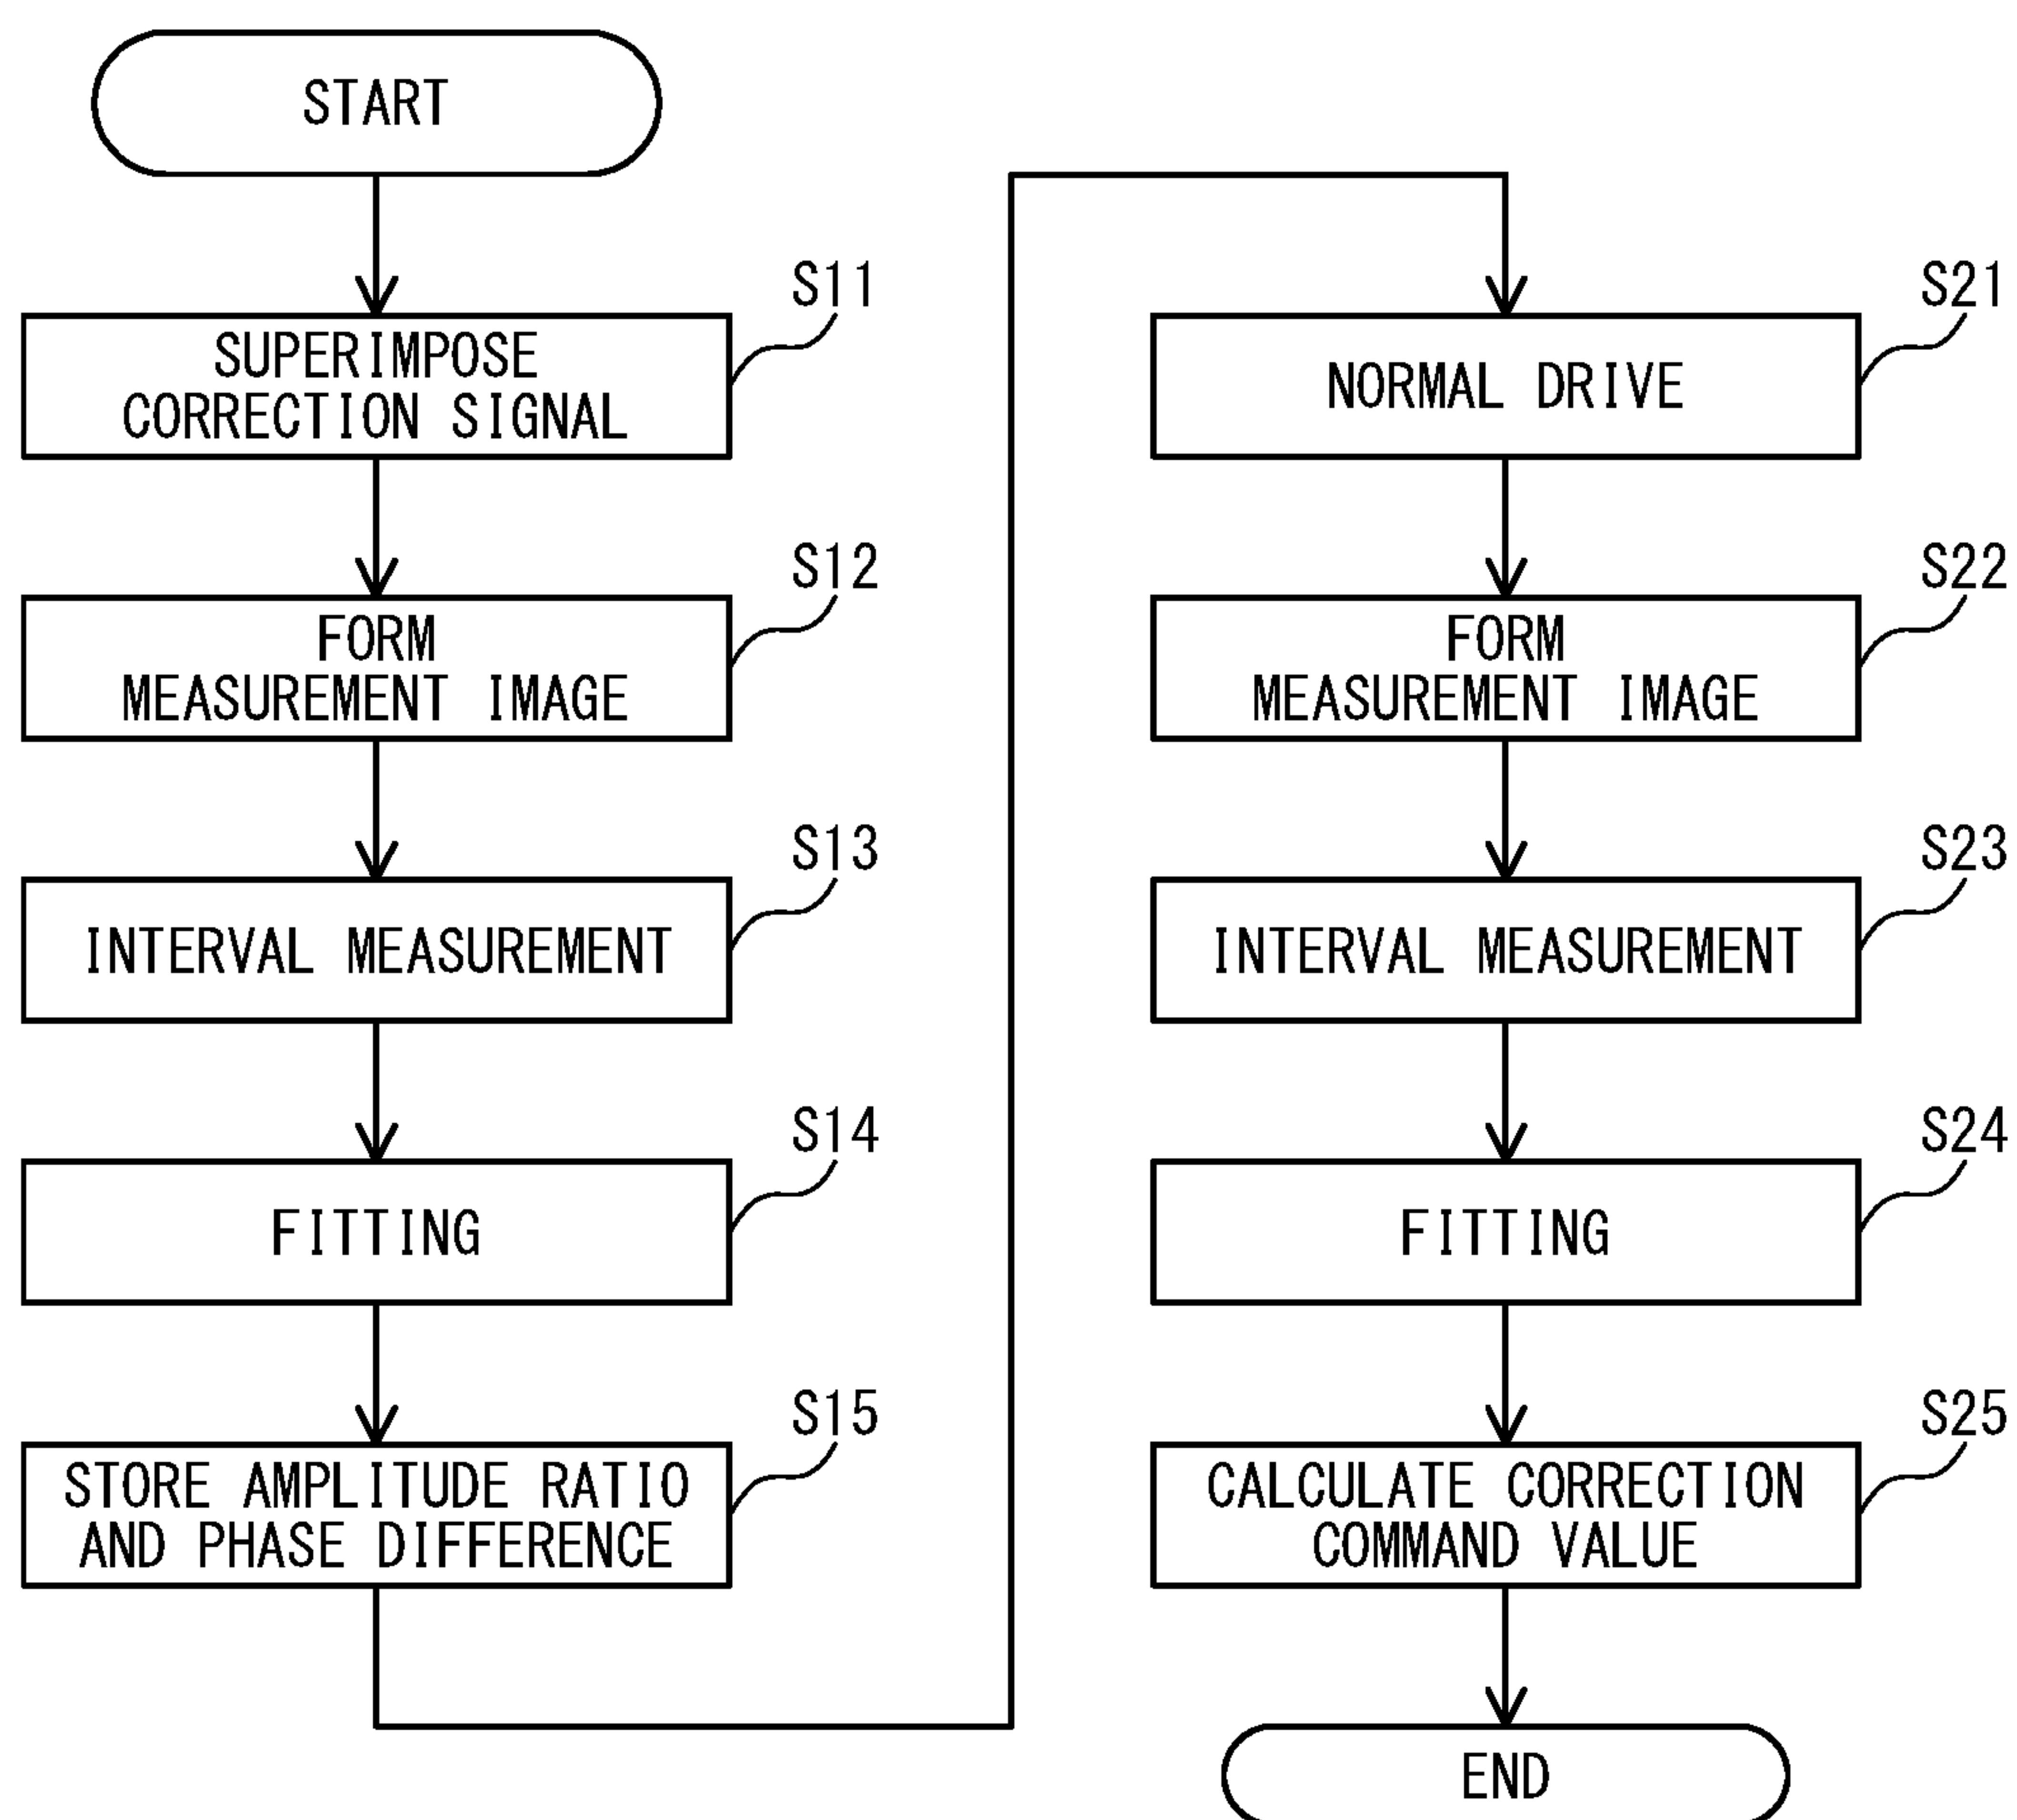 START
S11
SUPERIMPOSE
CORRECTION SIGNAL
S12
FORM
MEASUREMENT IMAGE
S13
INTERVAL MEASUREMENT
S14
FITTING
S15
STORE AMPLITUDE RATIO
AND PHASE DIFFERENCE
S21
NORMAL DRIVE
S22
FORM
MEASUREMENT IMAGE
S23
INTERVAL MEASUREMENT
S24
FITTING
S25
CALCULATE CORRECTION
COMMAND VALUE
END